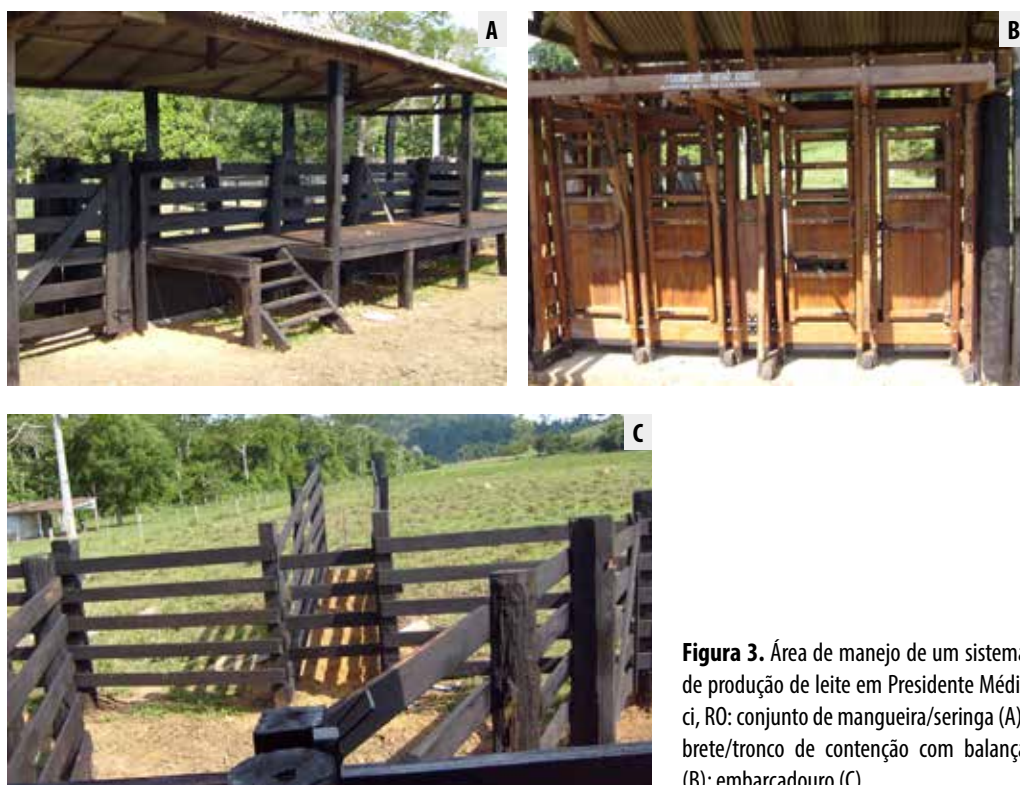 A
B
C
Figura 3. Área de manejo de um sistema
de produção de leite em Presidente Médi-
ci, RO: conjunto de mangueira/seringa (A)
brete/tronco de contenção com balança
(B); embarcadouro (C)